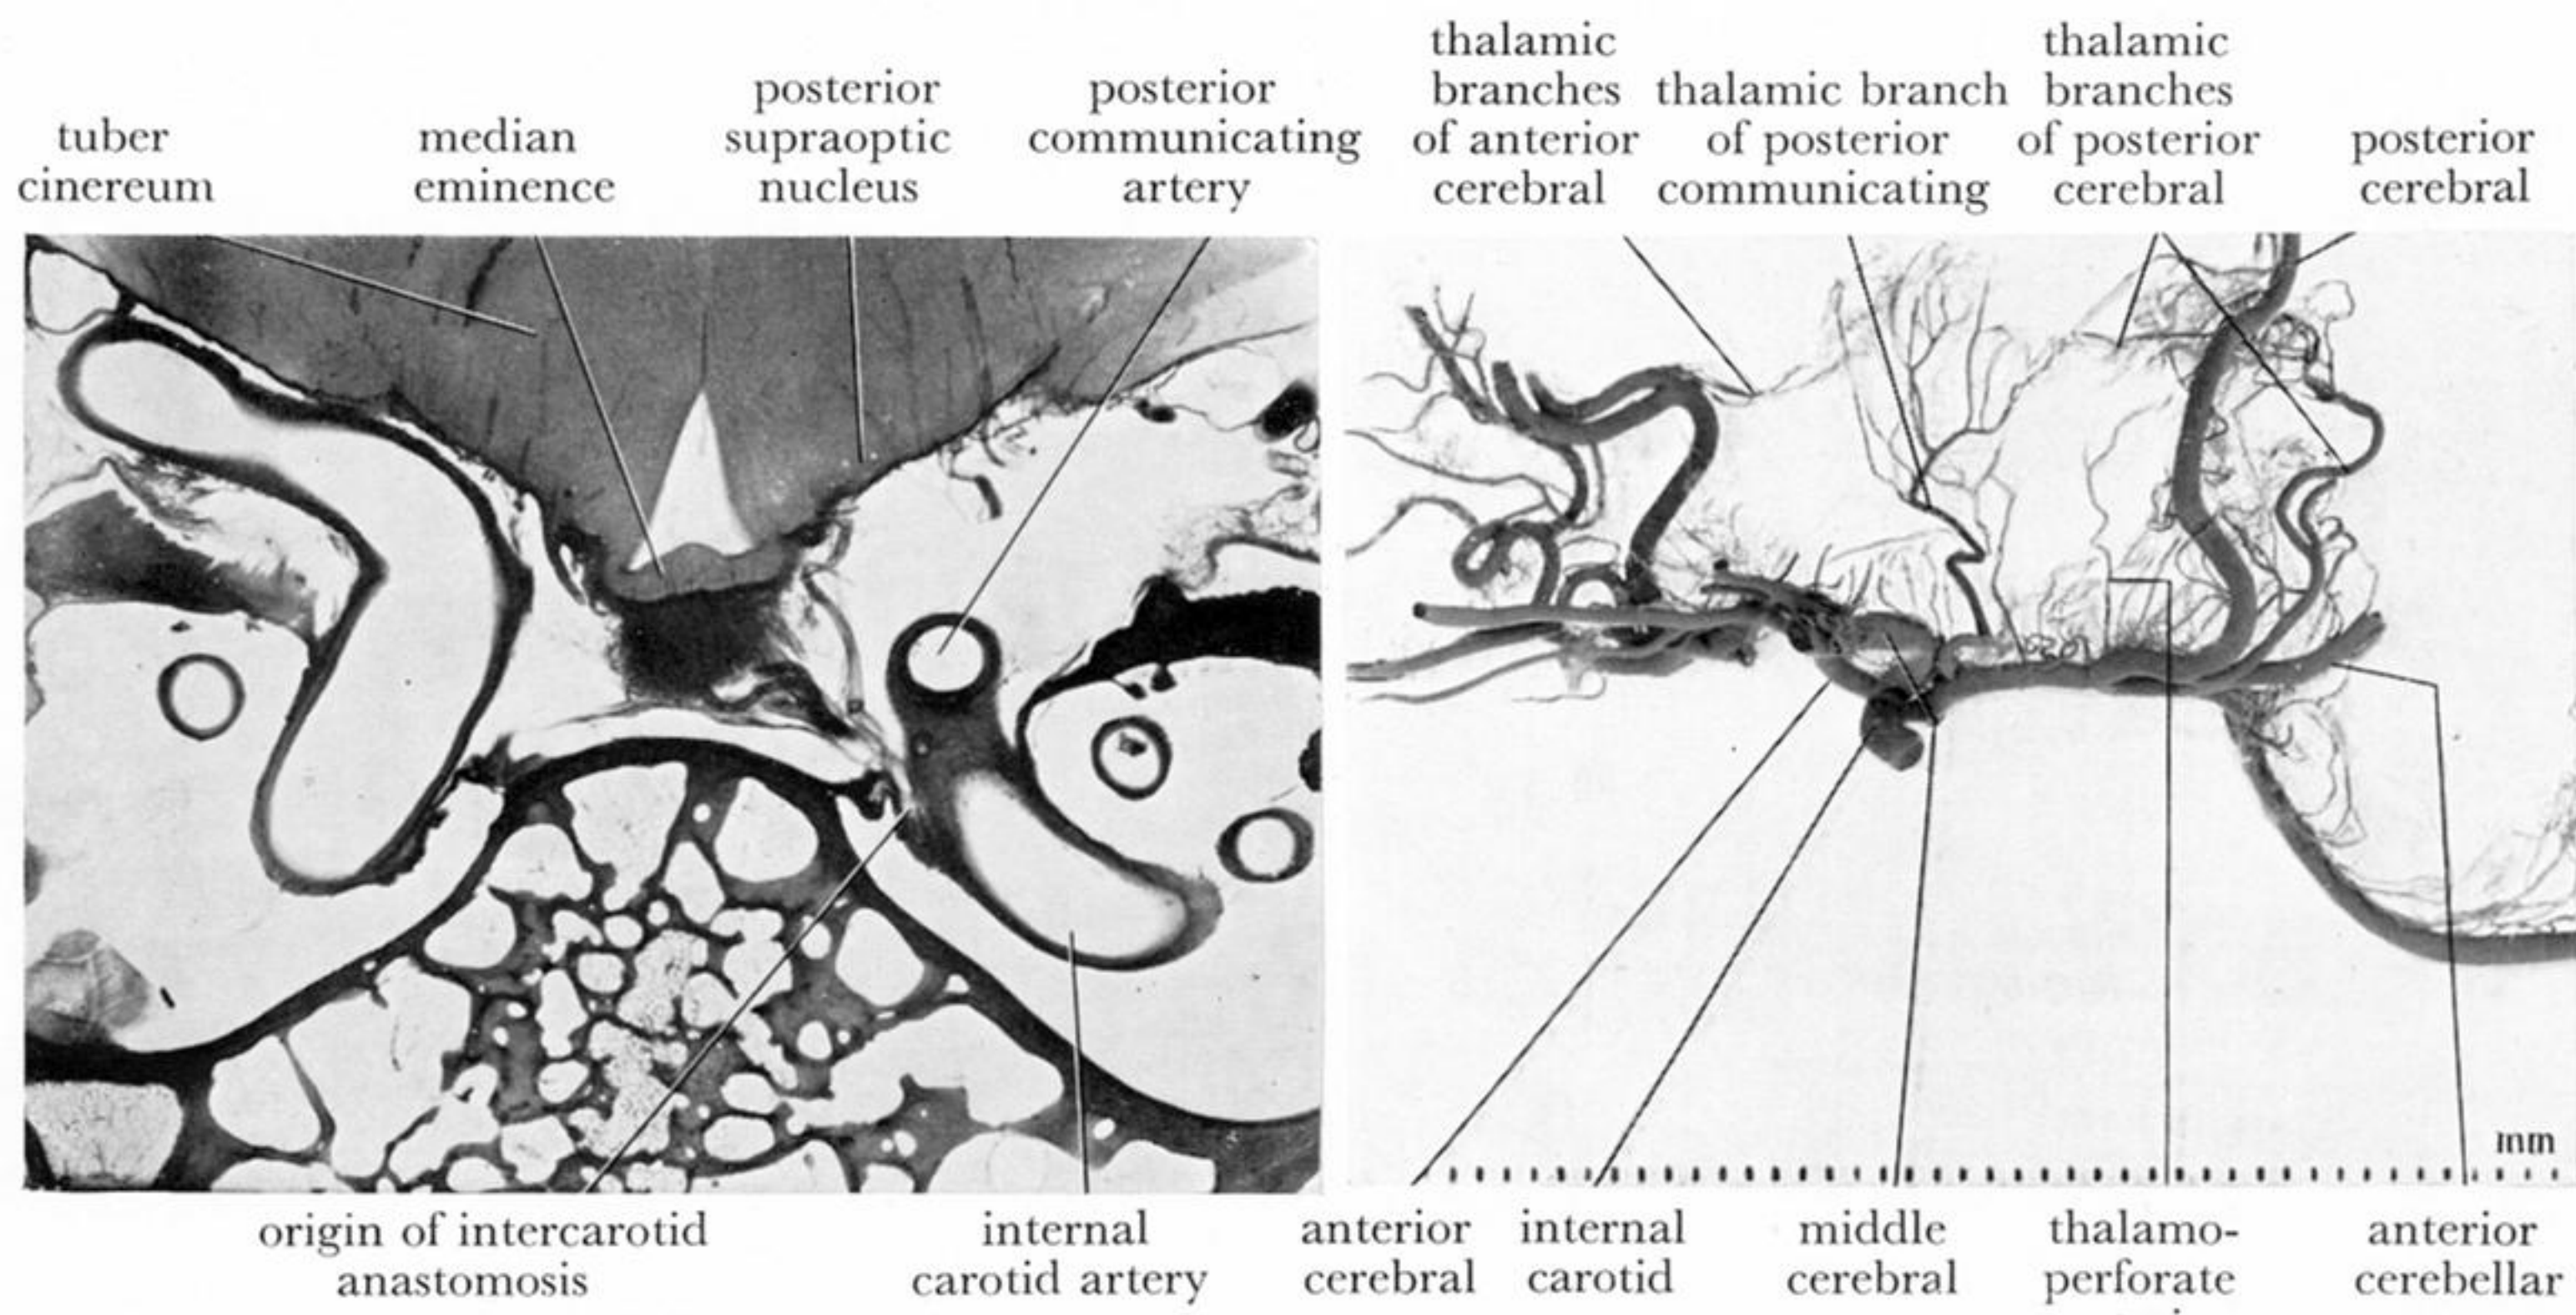 tuber
cinereum
median
eminence
posterior
supraoptic
nucleus
posterior
communicating
artery
thalamic
branches
of anterior
cerebral
thalamic branch
of posterior
communicating
thalamic
branches
of posterior
cerebral
posterior
cerebral
mm
origin of intercarotid
anastomosis
internal
carotid artery
anterior
cerebral
internal
carotid
middle
cerebral
thalamo-
perforate
anterior
cerebellar